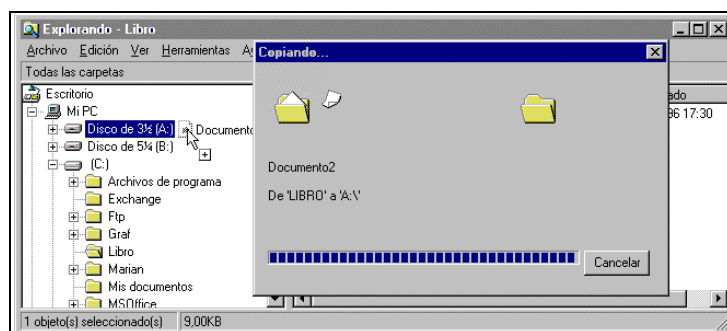 Explorando - Libro
Archivo Edición Ver Herramientas
Todas las carpetas
Escritorio
Mi PC
Disco de 3½ (A:)
Documento
Disco de 5¼ (B:)
(C:)
Archivos de programa
Exchange
Ftp
Graf
Libro
Marian
Mis documentos
MSOffice
1 objeto(s) seleccionado(s) 9,00KB
Copiando...
Documento2
De 'LIBRO' a 'A:\'
Cancelar
17:30